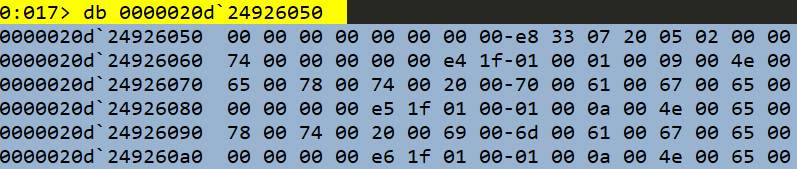 0:017> db 0000020d`24926050
0000020d`24926050  00 00 00 00 00 00 00 00-e8 33 07 20 05 02 00 00
0000020d`24926060  74 00 00 00 00 00 e4 1f-01 00 01 00 09 00 4e 00
0000020d`24926070  65 00 78 00 74 00 20 00-70 00 61 00 67 00 65 00
0000020d`24926080  00 00 00 00 e5 1f 01 00-01 00 0a 00 4e 00 65 00
0000020d`24926090  78 00 74 00 20 00 69 00-6d 00 61 00 67 00 65 00
0000020d`249260a0  00 00 00 00 e6 1f 01 00-01 00 0a 00 4e 00 65 00